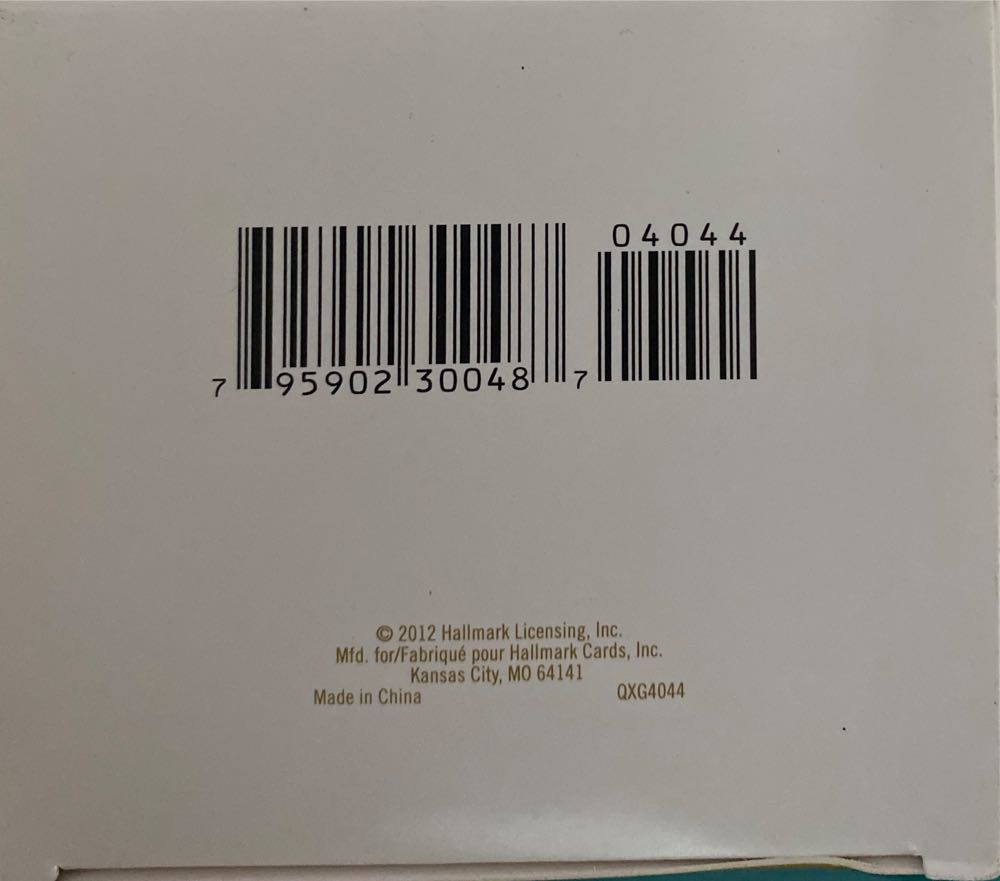 04044
7 95902 30048 7
© 2012 Hallmark Licensing, Inc.
Mfd. for/Fabriqué pour Hallmark Cards, Inc.
Kansas City, MO 64141
Made in China QXG4044